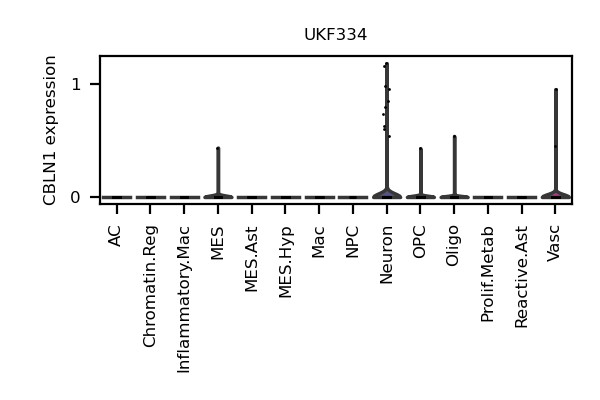 UKF334
CBLN1 expression
1
0
AC
Chromatin.Reg
Inflammatory.Mac
MES
MES.Ast
MES.Hyp
Mac
NPC
Neuron
OPC
Oligo
Prolif.Metab
Reactive.Ast
Vasc